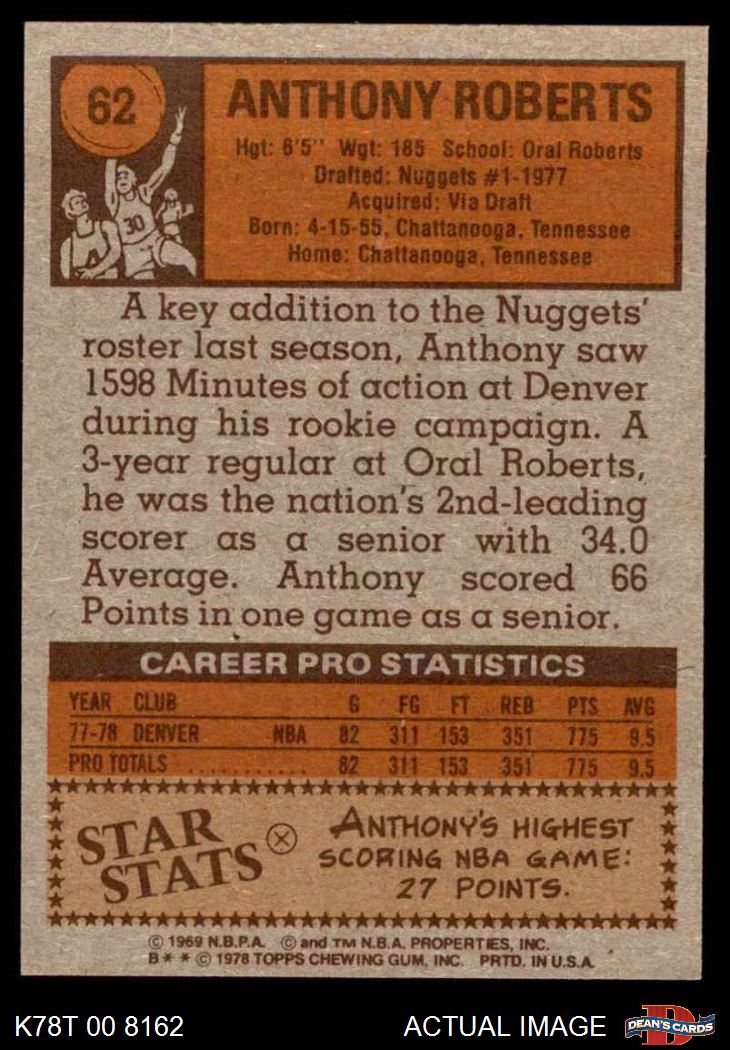 62
ANTHONY ROBERTS
Hgt: 6'5" Wgt: 185 School: Oral Roberts
Drafted: Nuggets #1-1977
Acquired: Via Draft
Born: 4-15-55, Chattanooga, Tennessee
Home: Chattanooga, Tennessee
30
A key addition to the Nuggets'
roster last season, Anthony saw
1598 Minutes of action at Denver
during his rookie campaign. A
3-year regular at Oral Roberts,
he was the nation's 2nd-leading
scorer as a senior with 34.0
Average. Anthony scored 66
Points in one game as a senior.
CAREER PRO STATISTICS
YEAR CLUB G FG FT REB PTS AVG
77-78 DENVER NBA 82 311 153 351 775 9.5
PRO TOTALS ............ 82 311 153 351 775 9.5
STAR
STATS
ANTHONY'S HIGHEST
SCORING NBA GAME:
27 POINTS.
© 1969 N.B.P.A. © and TM N.B.A. PROPERTIES, INC.
B * * © 1978 TOPPS CHEWING GUM, INC. PRTD. IN U.S.A.
K78T 00 8162
ACTUAL IMAGE
D
DEAN'S CARDS